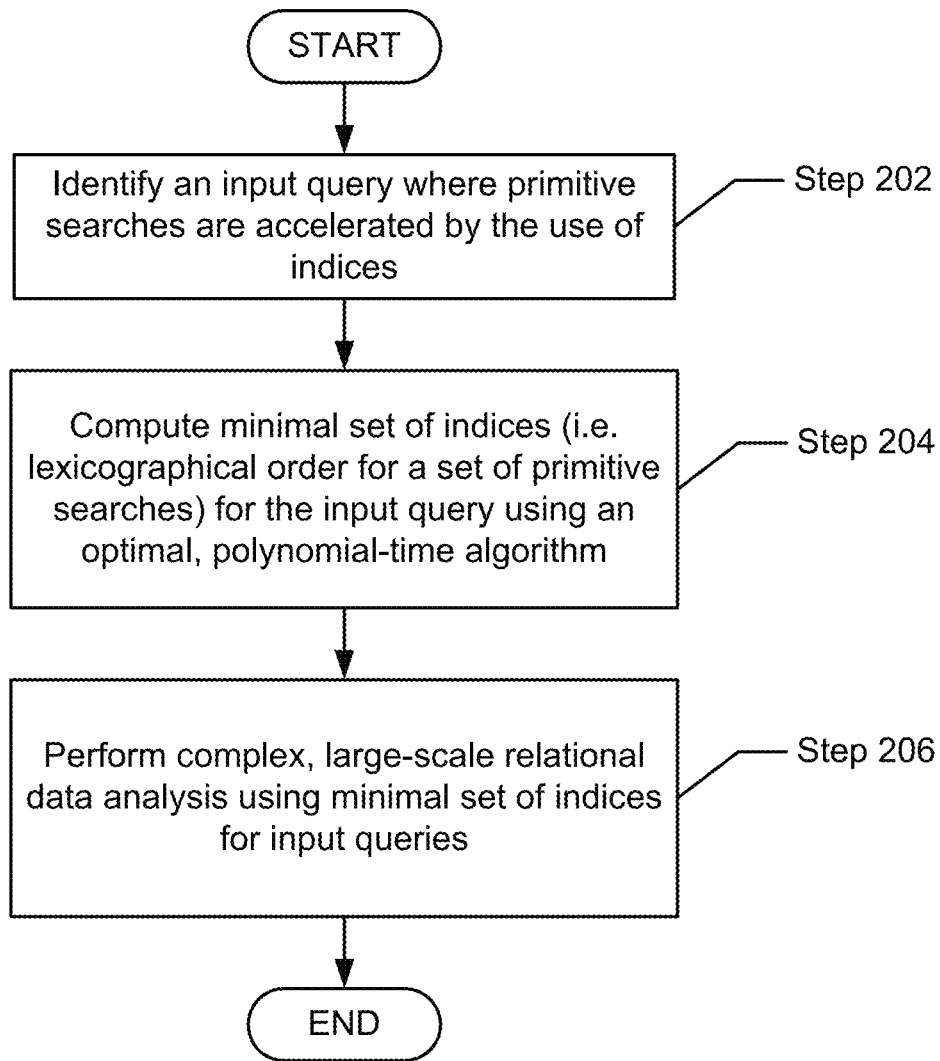 START
Identify an input query where primitive
searches are accelerated by the use of
indices
Step 202
Compute minimal set of indices (i.e.
lexicographical order for a set of primitive
searches) for the input query using an
optimal, polynomial-time algorithm
Step 204
Perform complex, large-scale relational
data analysis using minimal set of indices
for input queries
Step 206
END